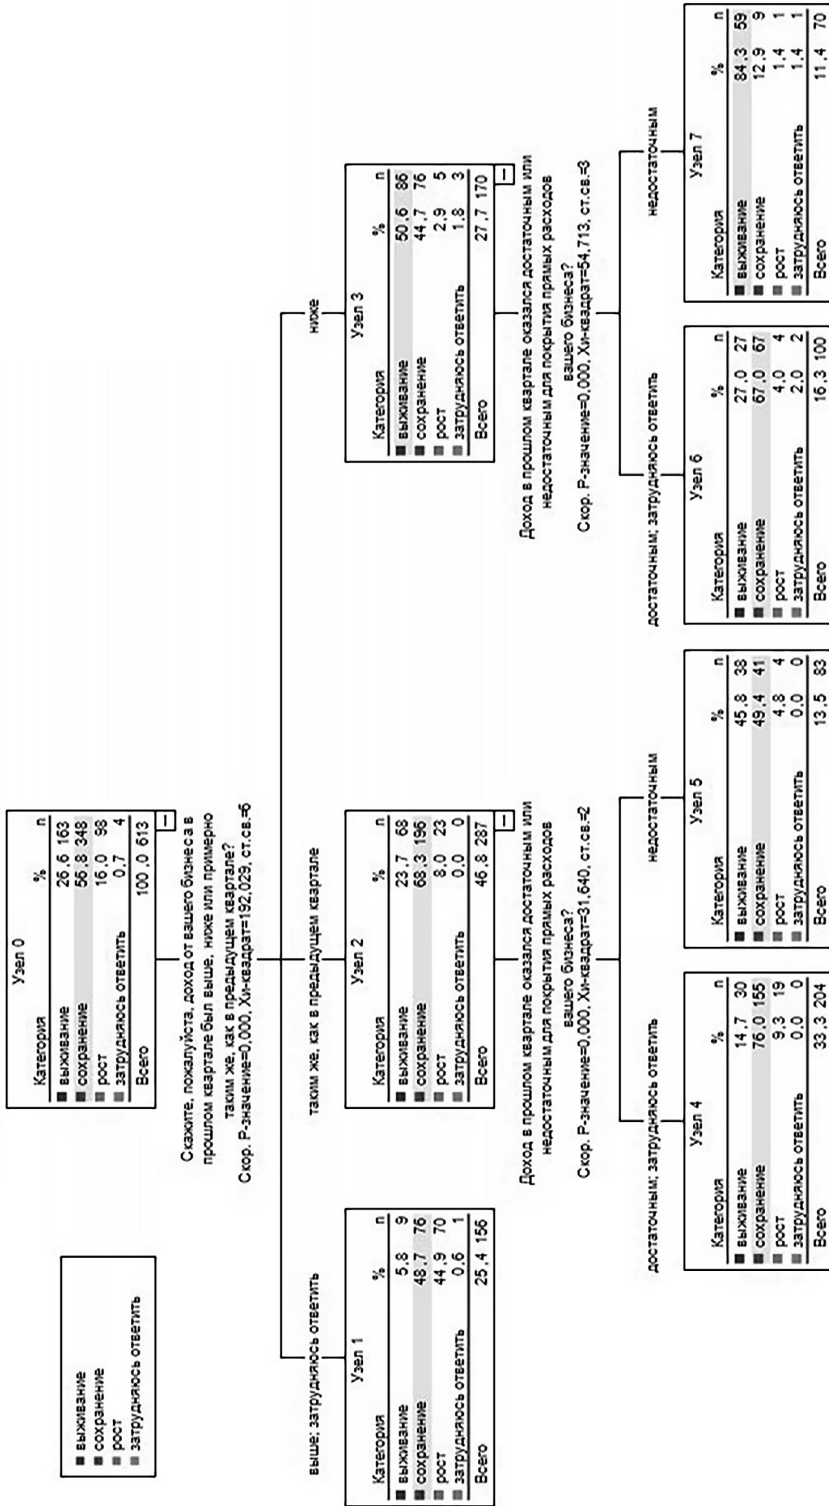 выживание
сохранение
рост
затрудняюсь ответить
Узел 0
Категория % n
выживание 26,6 163
сохранение 56,8 348
рост 16,0 98
затрудняюсь ответить 0,7 4
Всего 100,0 613
Скажите, пожалуйста, доход от вашего бизнеса в
прошлом квартале был выше, ниже или примерно
таким же, как в предыдущем квартале?
Скор. P-значение=0,000, Хи-квадрат=192,029, ст.св.=6
выше; затрудняюсь ответить
таким же, как в предыдущем квартале
ниже
Узел 1
Категория % n
выживание 5,8 9
сохранение 48,7 76
рост 44,9 70
затрудняюсь ответить 0,6 1
Всего 25,4 156
Узел 2
Категория % n
выживание 23,7 68
сохранение 68,3 196
рост 8,0 23
затрудняюсь ответить 0,0 0
Всего 46,8 287
Узел 3
Категория % n
выживание 50,6 86
сохранение 44,7 76
рост 2,9 5
затрудняюсь ответить 1,8 3
Всего 27,7 170
Доход в прошлом квартале оказался достаточным или
недостаточным для покрытия прямых расходов
вашего бизнеса?
Скор. P-значение=0,000, Хи-квадрат=31,640, ст.св.=2
Доход в прошлом квартале оказался достаточным или
недостаточным для покрытия прямых расходов
вашего бизнеса?
Скор. P-значение=0,000, Хи-квадрат=54,713, ст.св.=3
достаточным; затрудняюсь ответить
недостаточным
достаточным; затрудняюсь ответить
недостаточным
Узел 4
Категория % n
выживание 14,7 30
сохранение 76,0 155
рост 9,3 19
затрудняюсь ответить 0,0 0
Всего 33,3 204
Узел 5
Категория % n
выживание 45,8 38
сохранение 49,4 41
рост 4,8 4
затрудняюсь ответить 0,0 0
Всего 13,5 83
Узел 6
Категория % n
выживание 27,0 27
сохранение 67,0 67
рост 4,0 4
затрудняюсь ответить 2,0 2
Всего 16,3 100
Узел 7
Категория % n
выживание 84,3 59
сохранение 12,9 9
рост 1,4 1
затрудняюсь ответить 1,4 1
Всего 11,4 70